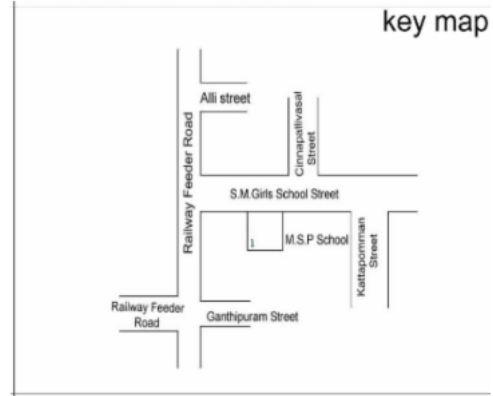 key map
Alli street
Railway Feeder Road
Cinnapallivasal
Street
S.M.Girls School Street
1
M.S.P School
Kattapomman
Street
Railway Feeder
Road
Ganthipuram Street